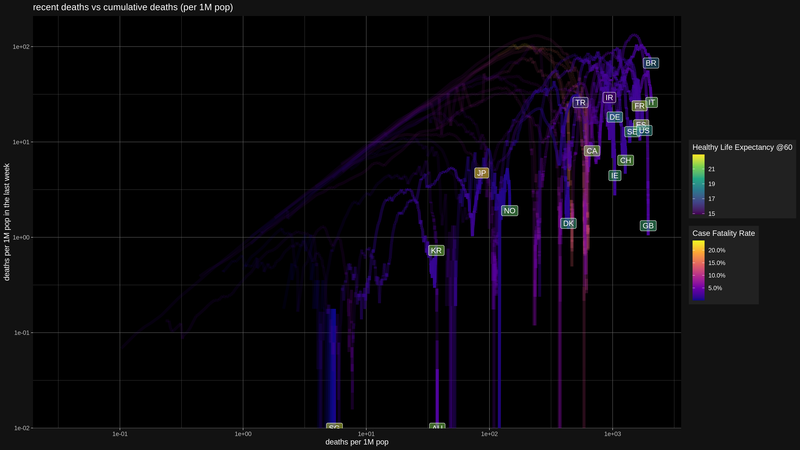 recent deaths vs cumulative deaths (per 1M pop)
1e+02
BR
TR
IR
FR
IT
DE
ES
SE
US
1e+01
CA
CH
JP
IE
NO
DK
GB
1e+00
KR
1e-01
SG
AU
1e-02
1e-01
1e+00
1e+01
1e+02
1e+03
deaths per 1M pop
deaths per 1M pop in the last week
Healthy Life Expectancy @60
21
19
17
15
Case Fatality Rate
20.0%
15.0%
10.0%
5.0%